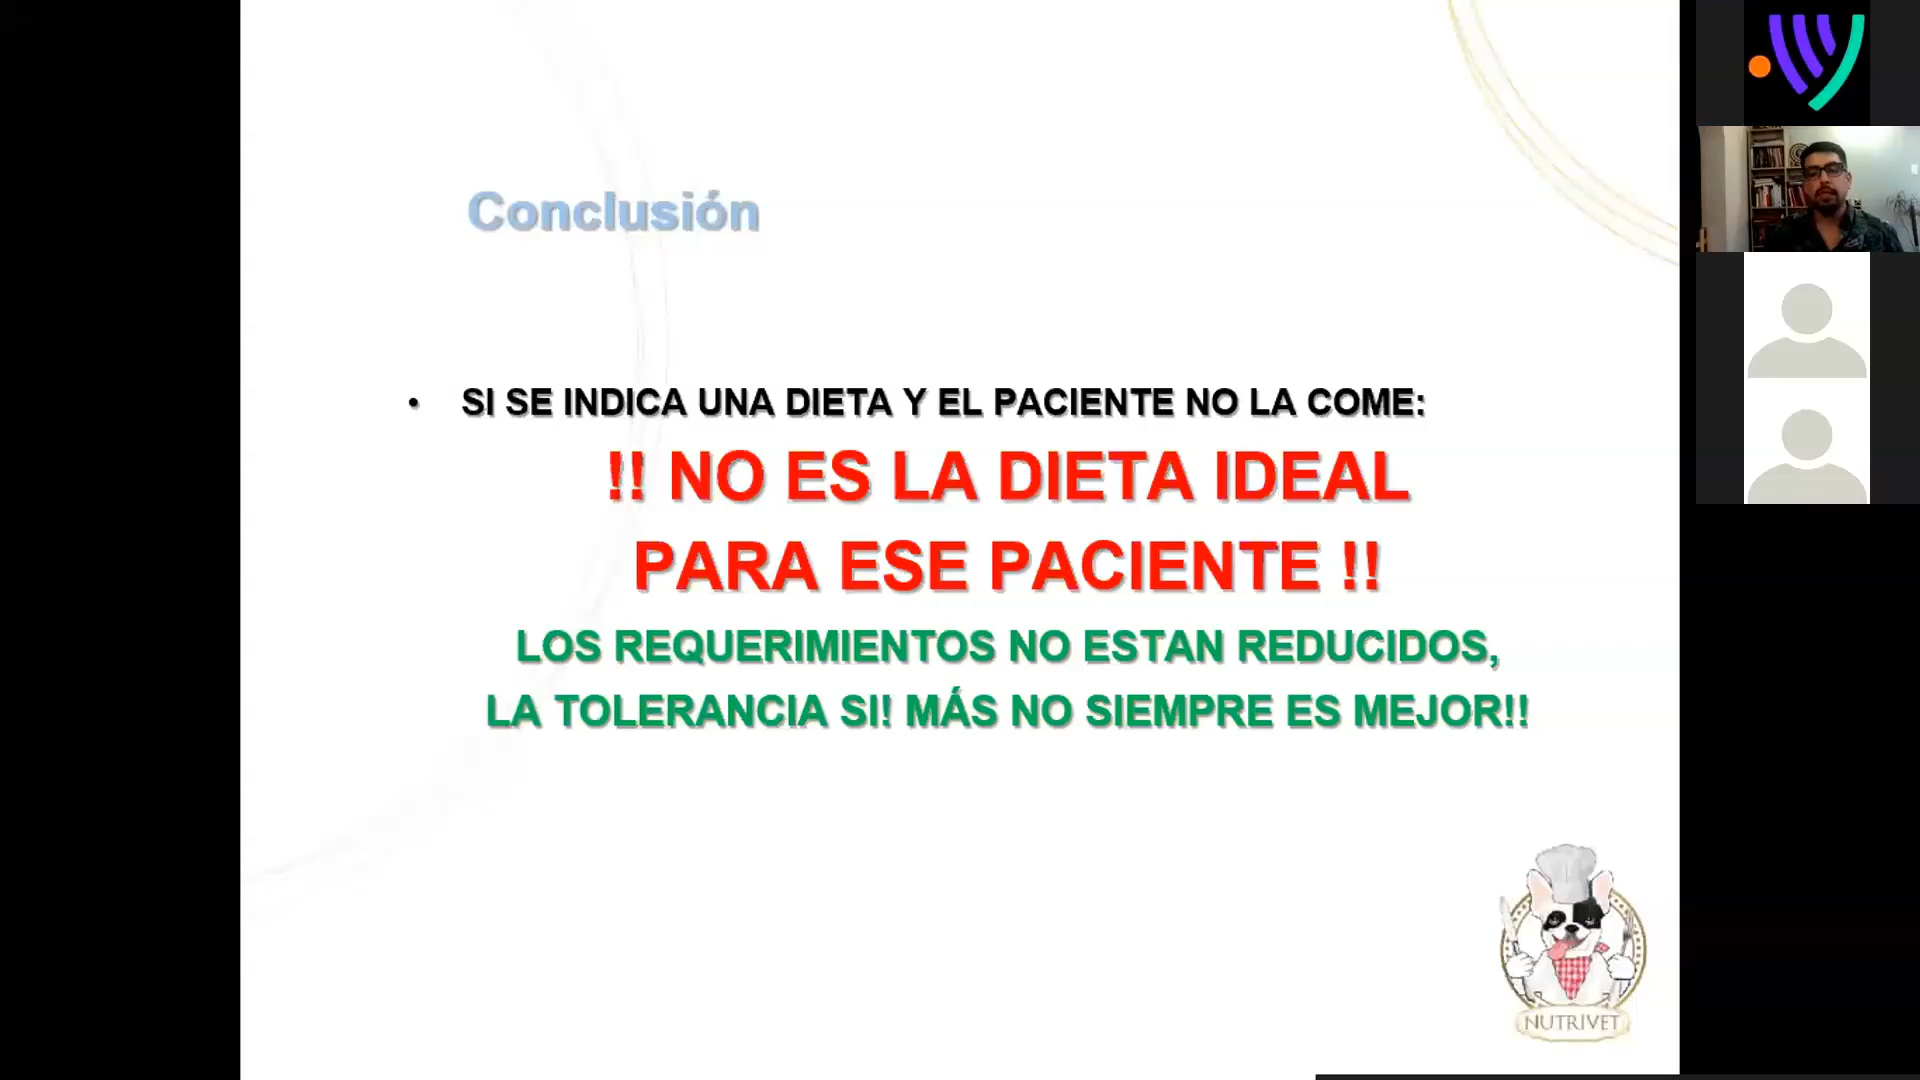 Conclusión
• SI SE INDICA UNA DIETA Y EL PACIENTE NO LA COME:
!! NO ES LA DIETA IDEAL
PARA ESE PACIENTE !!
LOS REQUERIMIENTOS NO ESTAN REDUCIDOS,
LA TOLERANCIA SI! MÁS NO SIEMPRE ES MEJOR!!
NUTRIVET